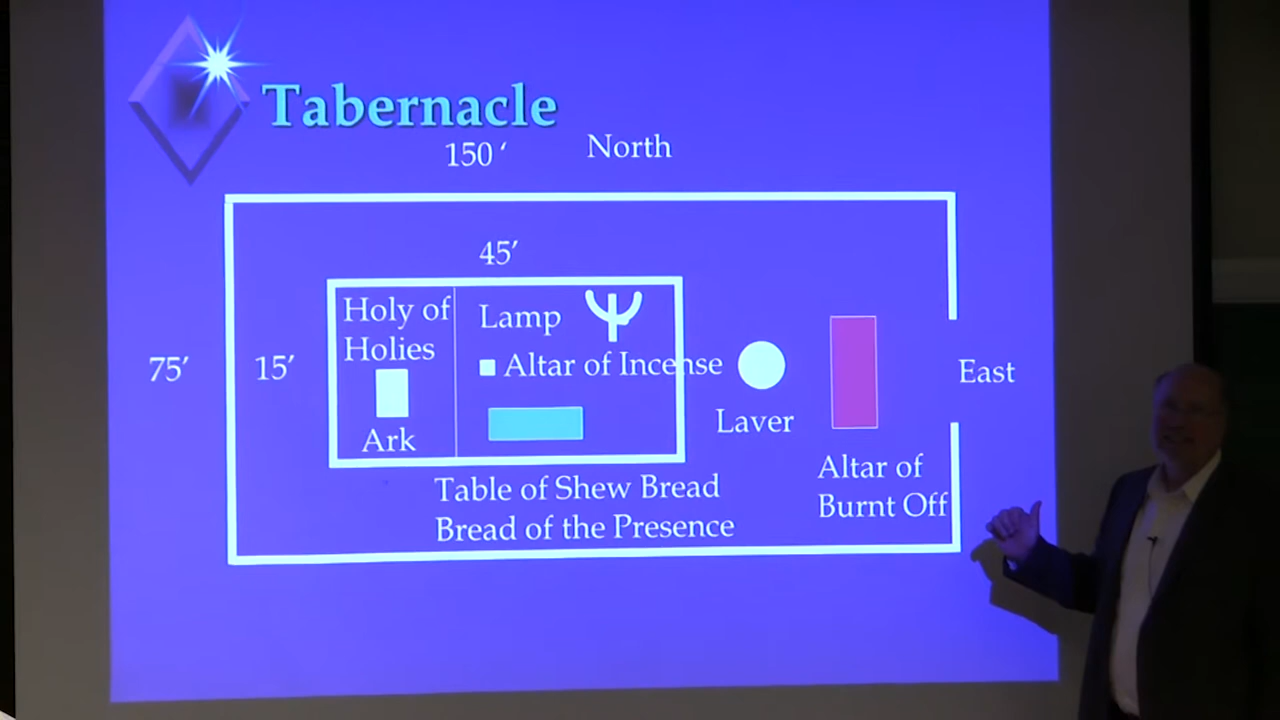 Tabernacle
150 ‘
North
45’
Holy of
Holies
Lamp
75’
15’
Altar of Incense
East
Ark
Laver
Altar of
Burnt Off
Table of Shew Bread
Bread of the Presence